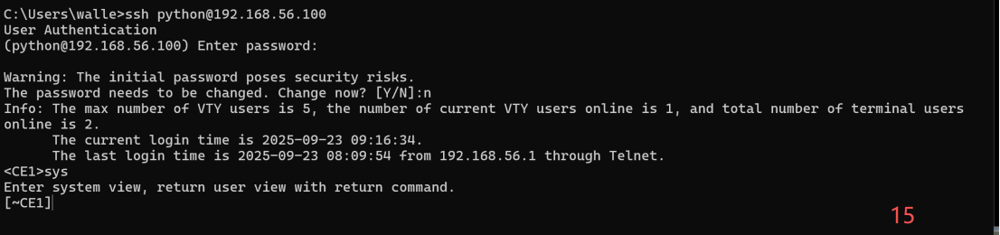 C:\Users\walle>ssh python@192.168.56.100
User Authentication
(python@192.168.56.100) Enter password:
Warning: The initial password poses security risks.
The password needs to be changed. Change now? [Y/N]:n
Info: The max number of VTY users is 5, the number of current VTY users online is 1, and total number of terminal users
online is 2.
      The current login time is 2025-09-23 09:16:34.
      The last login time is 2025-09-23 08:09:54 from 192.168.56.1 through Telnet.
<CE1>sys
Enter system view, return user view with return command.
[~CE1]
15